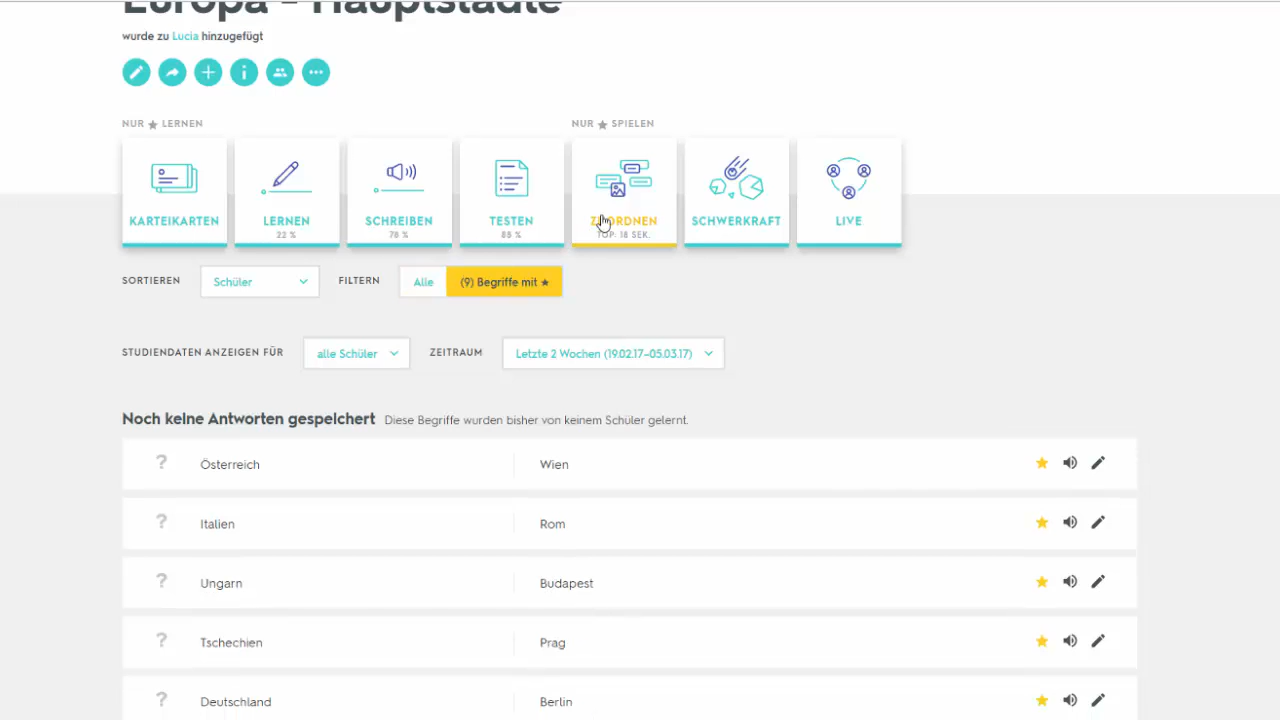 Europa - Hauptstädte
wurde zu Lucia hinzugefügt
NUR ★ LERNEN
NUR ★ SPIELEN
KARTEIKARTEN
LERNEN
22 %
SCHREIBEN
78 %
TESTEN
88 %
ZUORDNEN
TOP: 18 SEK.
SCHWERKRAFT
LIVE
SORTIEREN Schüler FILTERN Alle (9) Begriffe mit ★
STUDIENDATEN ANZEIGEN FÜR alle Schüler ZEITRAUM Letzte 2 Wochen (19.02.17–05.03.17)
Noch keine Antworten gespeichert Diese Begriffe wurden bisher von keinem Schüler gelernt.
? Österreich Wien
? Italien Rom
? Ungarn Budapest
? Tschechien Prag
? Deutschland Berlin